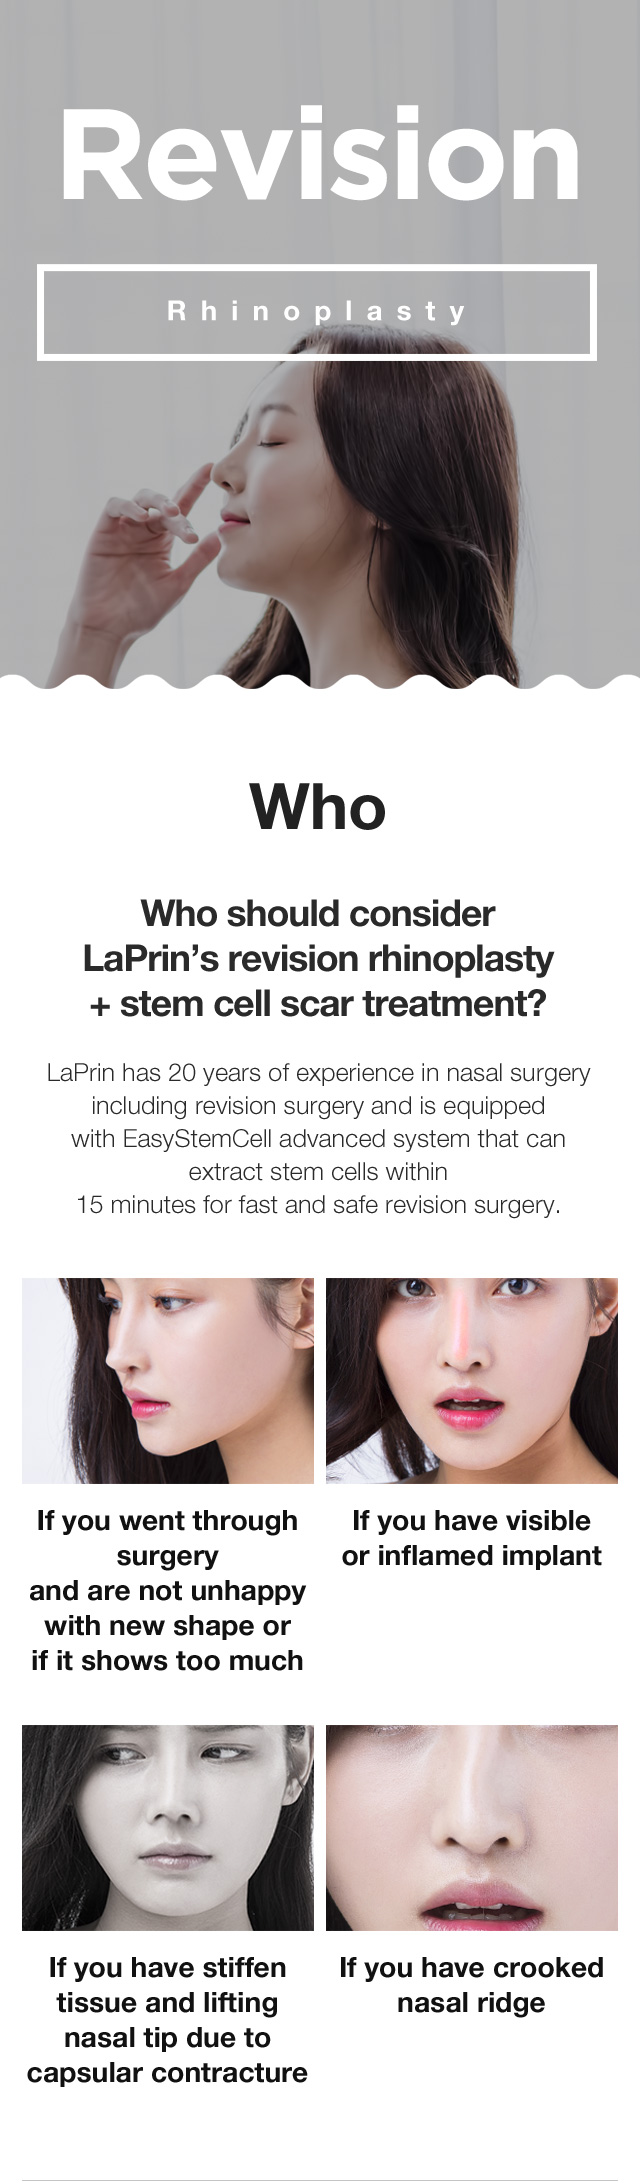 Revision
Rhinoplasty
Who
Who should consider
LaPrin’s revision rhinoplasty
+ stem cell scar treatment?
LaPrin has 20 years of experience in nasal surgery
including revision surgery and is equipped
with EasyStemCell advanced system that can
extract stem cells within
15 minutes for fast and safe revision surgery.
If you went through
surgery
and are not unhappy
with new shape or
if it shows too much
If you have visible
or inflamed implant
If you have stiffen
tissue and lifting
nasal tip due to
capsular contracture
If you have crooked
nasal ridge